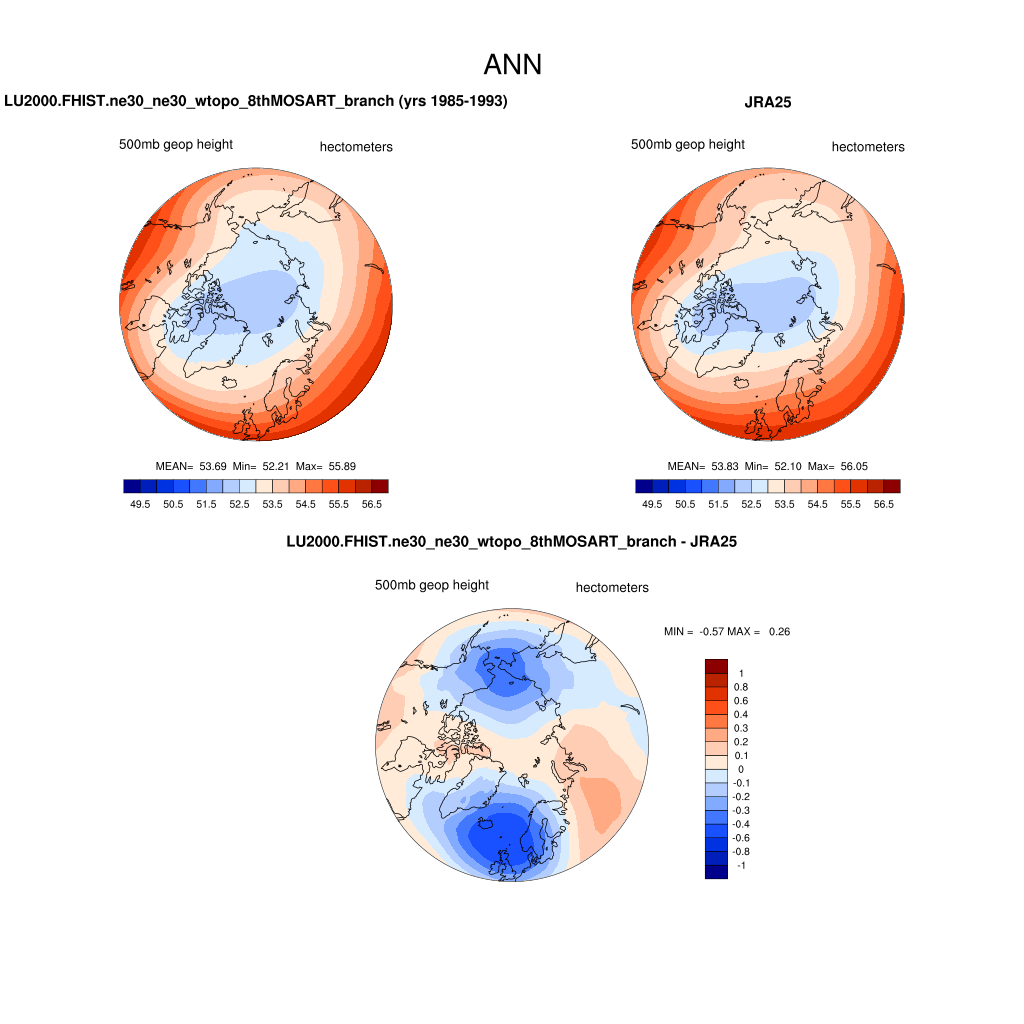 ANN
LU2000.FHIST.ne30_ne30_wtopo_8thMOSART_branch (yrs 1985-1993)
500mb geop height
hectometers
MEAN= 53.69 Min= 52.21 Max= 55.89
49.5 50.5 51.5 52.5 53.5 54.5 55.5 56.5
JRA25
500mb geop height
hectometers
MEAN= 53.83 Min= 52.10 Max= 56.05
49.5 50.5 51.5 52.5 53.5 54.5 55.5 56.5
LU2000.FHIST.ne30_ne30_wtopo_8thMOSART_branch - JRA25
500mb geop height
hectometers
MIN = -0.57 MAX = 0.26
1
0.8
0.6
0.4
0.3
0.2
0.1
0
-0.1
-0.2
-0.3
-0.4
-0.6
-0.8
-1